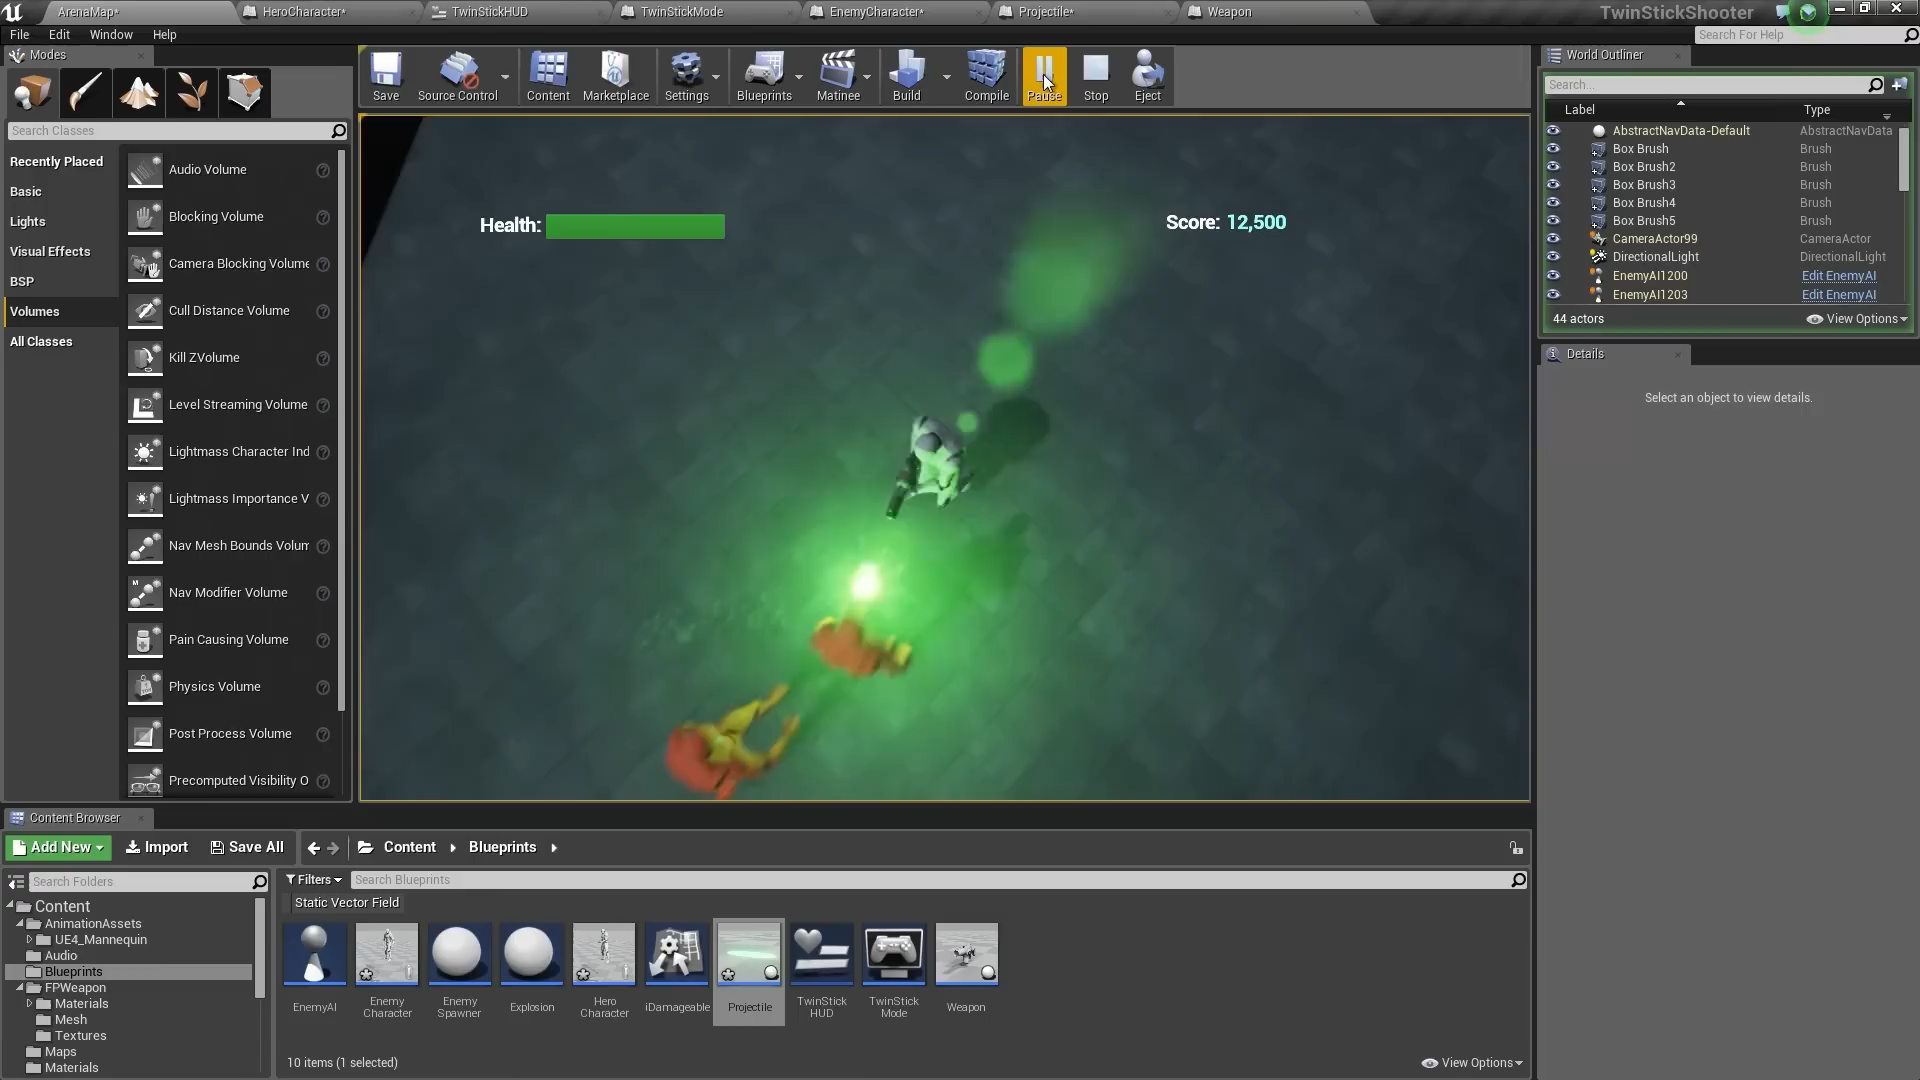 ArenaMap*
HeroCharacter*
TwinStickHUD
TwinStickMode
EnemyCharacter*
Projectile*
Weapon
TwinStickShooter
File
Edit
Window
Help
Search For Help
Modes
Search Classes
Recently Placed
Basic
Lights
Visual Effects
BSP
Volumes
All Classes
Audio Volume
Blocking Volume
Camera Blocking Volume
Cull Distance Volume
Kill ZVolume
Level Streaming Volume
Lightmass Character Ind
Lightmass Importance V
Nav Mesh Bounds Volum
Nav Modifier Volume
Pain Causing Volume
Physics Volume
Post Process Volume
Precomputed Visibility O
Save
Source Control
Content
Marketplace
Settings
Blueprints
Matinee
Build
Compile
Pause
Stop
Eject
Health:
Score: 12,500
World Outliner
Search...
Label
Type
AbstractNavData-Default AbstractNavData
Box Brush Brush
Box Brush2 Brush
Box Brush3 Brush
Box Brush4 Brush
Box Brush5 Brush
CameraActor99 CameraActor
DirectionalLight DirectionalLight
EnemyAI1200 Edit EnemyAI
EnemyAI1203 Edit EnemyAI
44 actors
View Options
Details
Select an object to view details.
Content Browser
Add New
Import
Save All
Content
Blueprints
Search Folders
Content
AnimationAssets
UE4_Mannequin
Audio
Blueprints
FPWeapon
Materials
Mesh
Textures
Maps
Materials
Filters
Search Blueprints
Static Vector Field
EnemyAI
Enemy
Character
Enemy
Spawner
Explosion
Hero
Character
iDamageable
Projectile
TwinStick
HUD
TwinStick
Mode
Weapon
10 items (1 selected)
View Options